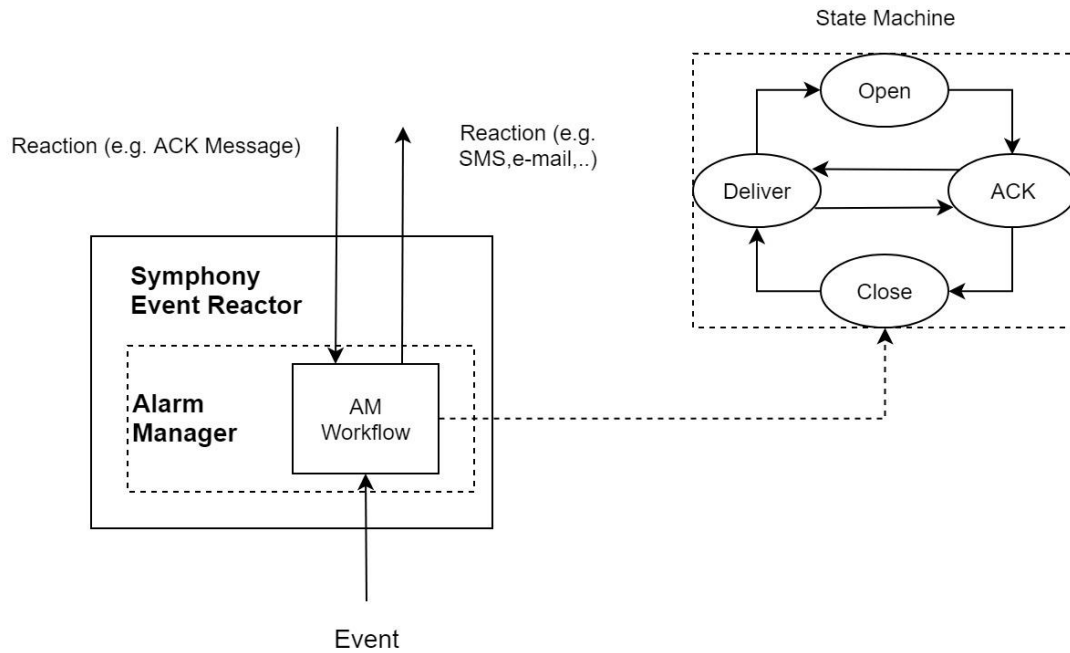 State Machine
Open
Reaction (e.g. ACK Message)
Reaction (e.g.
SMS,e-mail,..)
Deliver
ACK
Symphony
Event Reactor
Close
Alarm
Manager
AM
Workflow
Event